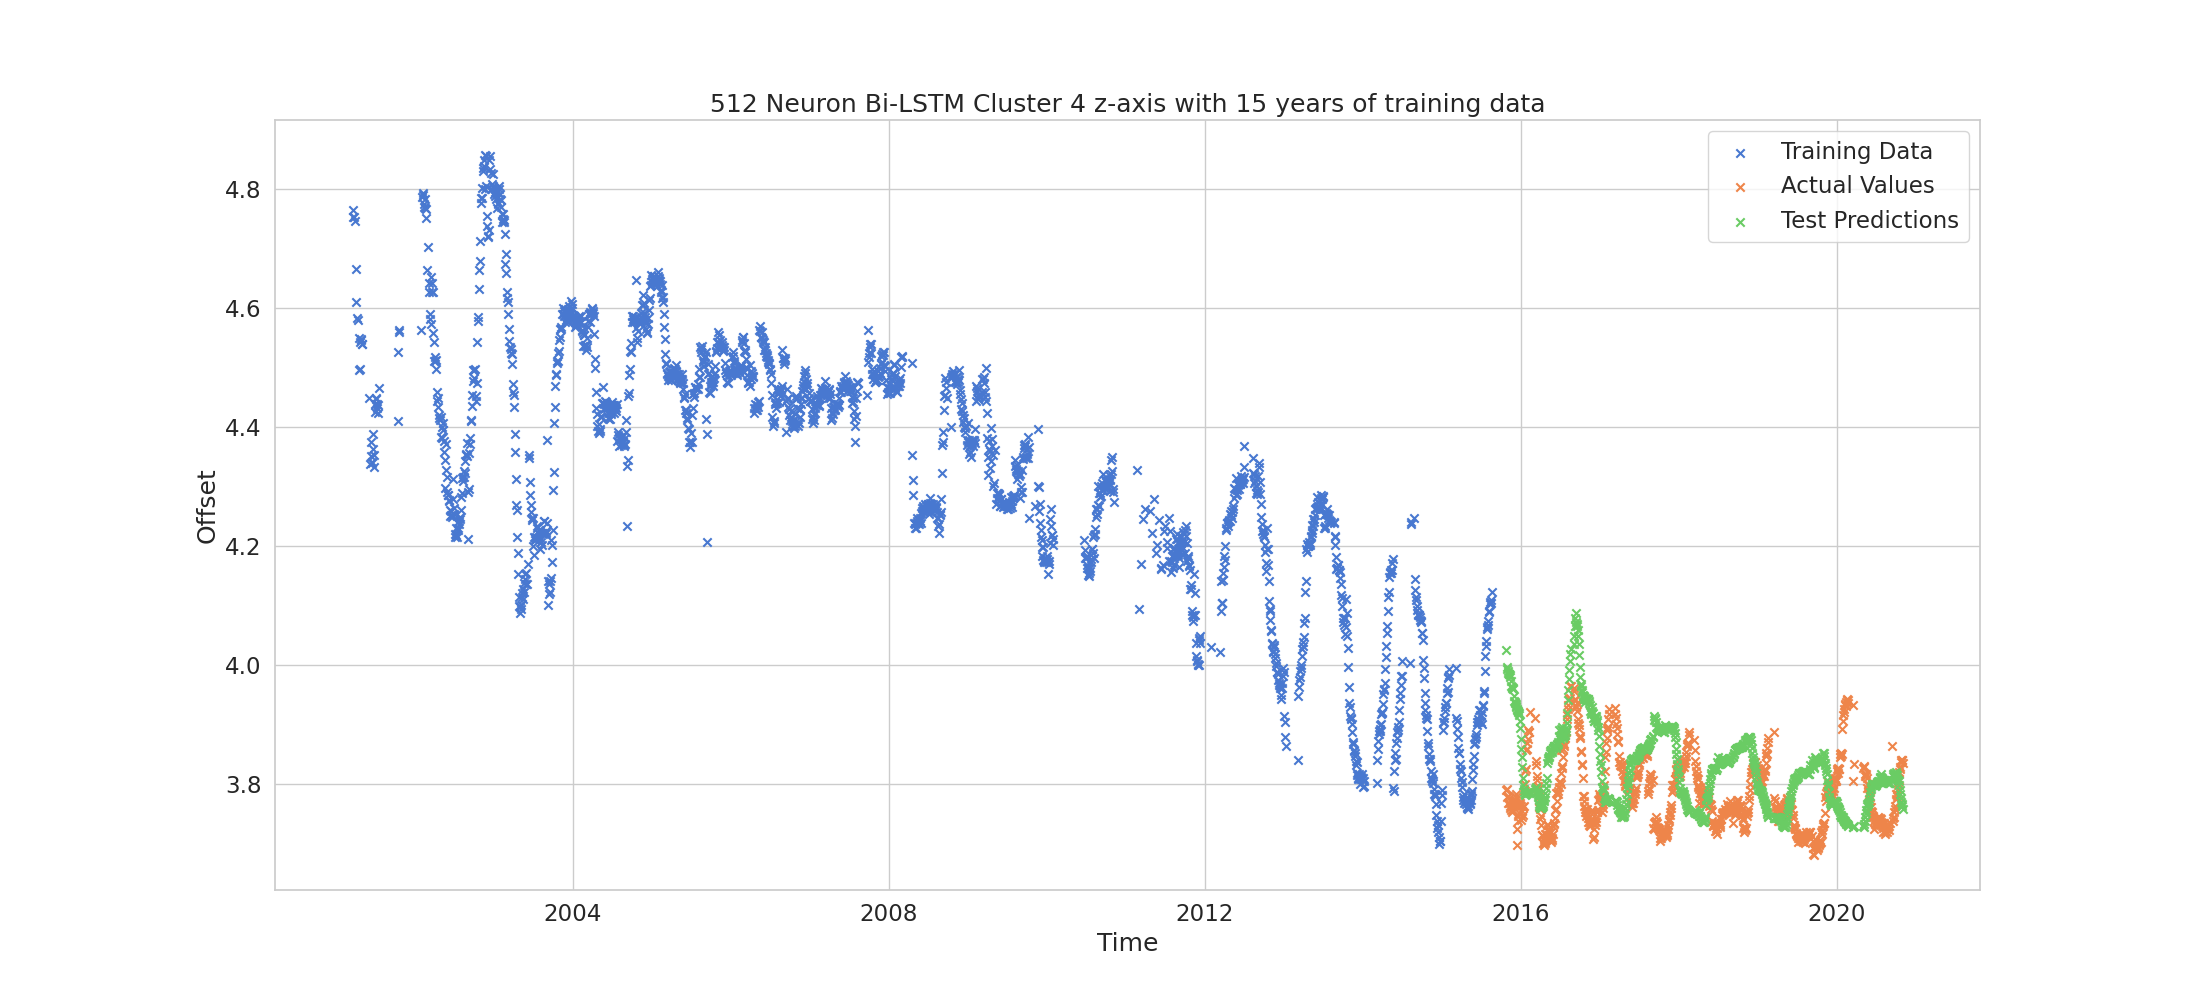 512 Neuron Bi-LSTM Cluster 4 z-axis with 15 years of training data
Training Data
Actual Values
Test Predictions
4.8
4.6
4.4
4.2
4.0
3.8
Offset
2004
2008
2012
2016
2020
Time